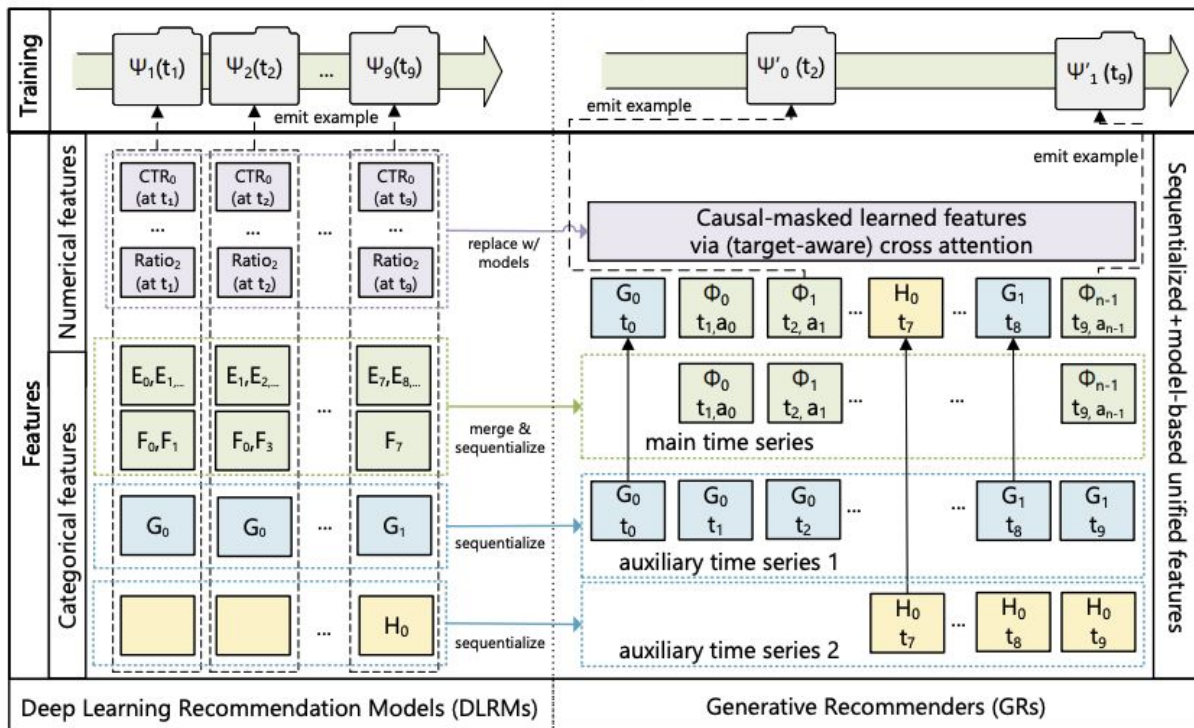 Training
Ψ₁(t₁)
Ψ₂(t₂)
...
Ψ₉(t₉)
emit example
Ψ'₀ (t₂)
Ψ'₁ (t₉)
emit example
Features
Numerical features
CTR₀
(at t₁)
...
Ratio₂
(at t₁)
CTR₀
(at t₂)
...
Ratio₂
(at t₂)
...
...
...
CTR₀
(at t₉)
...
Ratio₂
(at t₉)
replace w/
models
Categorical features
E₀,E₁,...
F₀,F₁
E₁,E₂,...
F₀,F₃
...
E₇,E₈,...
F₇
merge &
sequentialize
G₀
G₀
...
G₁
sequentialize
...
H₀
sequentialize
Causal-masked learned features
via (target-aware) cross attention
G₀
t₀
Φ₀
t₁,a₀
Φ₁
t₂, a₁
...
H₀
t₇
...
G₁
t₈
Φₙ₋₁
t₉, aₙ₋₁
Φ₀
t₁,a₀
Φ₁
t₂, a₁
...
...
Φₙ₋₁
t₉, aₙ₋₁
main time series
G₀
t₀
G₀
t₁
G₀
t₂
...
G₁
t₈
G₁
t₉
auxiliary time series 1
H₀
t₇
...
H₀
t₈
H₀
t₉
auxiliary time series 2
Sequentialized+model-based unified features
Deep Learning Recommendation Models (DLRMs)
Generative Recommenders (GRs)